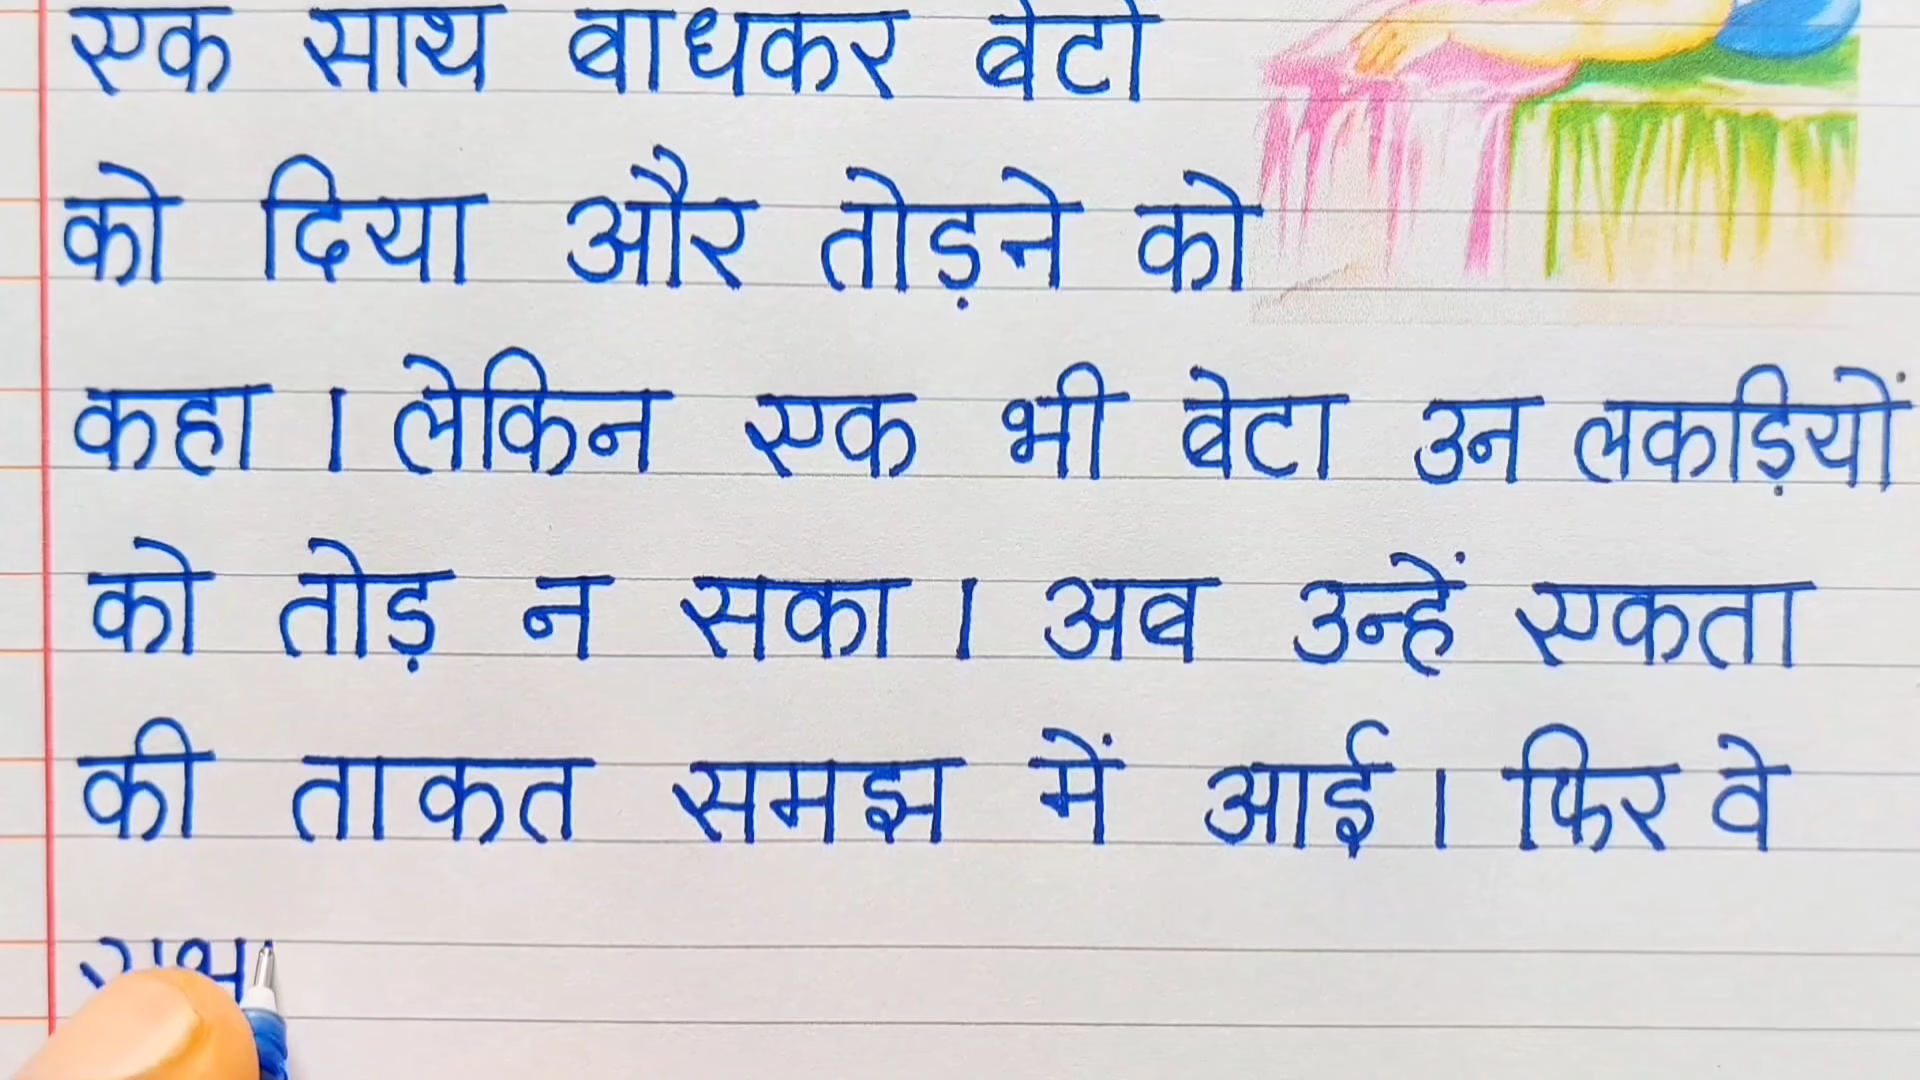 एक साथ बाधकर बेटो
को दिया और तोड़ने को
कहा । लेकिन एक भी बेटा उन लकड़ियों
को तोड़ न सका । अब उन्हें एकता
की ताकत समझ में आई । फिर वे